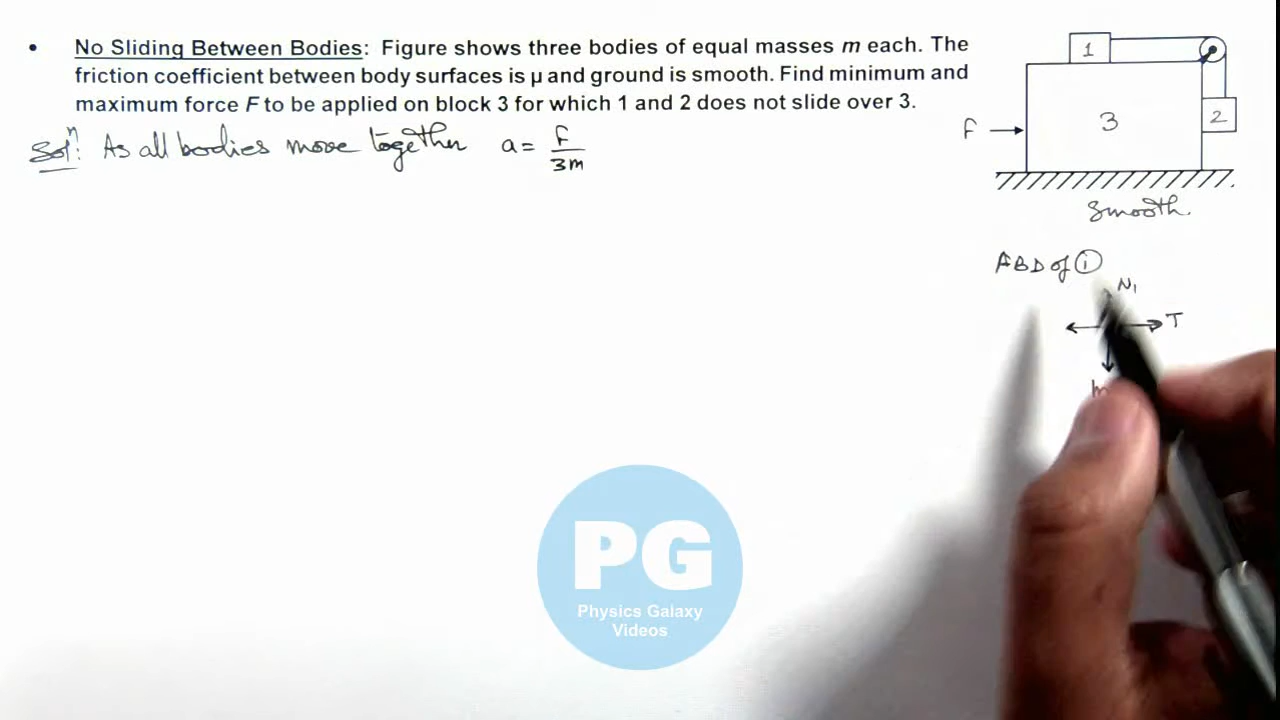 • No Sliding Between Bodies: Figure shows three bodies of equal masses m each. The
friction coefficient between body surfaces is μ and ground is smooth. Find minimum and
maximum force F to be applied on block 3 for which 1 and 2 does not slide over 3.
Solⁿ: As all bodies move together a = F/3m
1
2
3
F
smooth.
FBD of ①
N₁
T
PG
Physics Galaxy
Videos